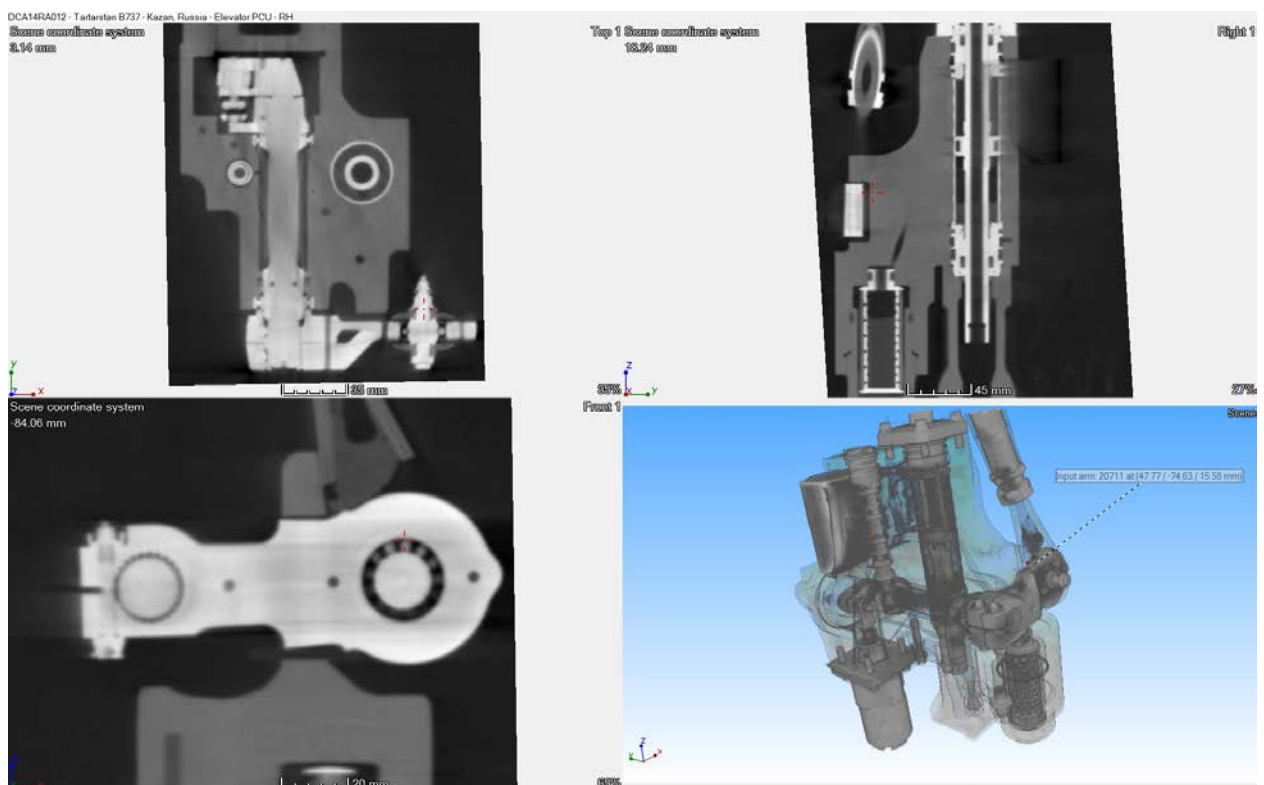 DCA14RA012 - Tartarstan B737 - Kazan, Russia - Elevator PCU - RH
Scene coordinate system
3.14 mm
Top 1
Scene coordinate system
18.24 mm
Right 1
y
z
x
35 mm
39%
z
x
y
45 mm
27%
Scene coordinate system
-84.06 mm
Front 1
z
20 mm
Scene
Input arm: 20711 at (47.77 / -74.63 / 15.58 mm)
z
y
x